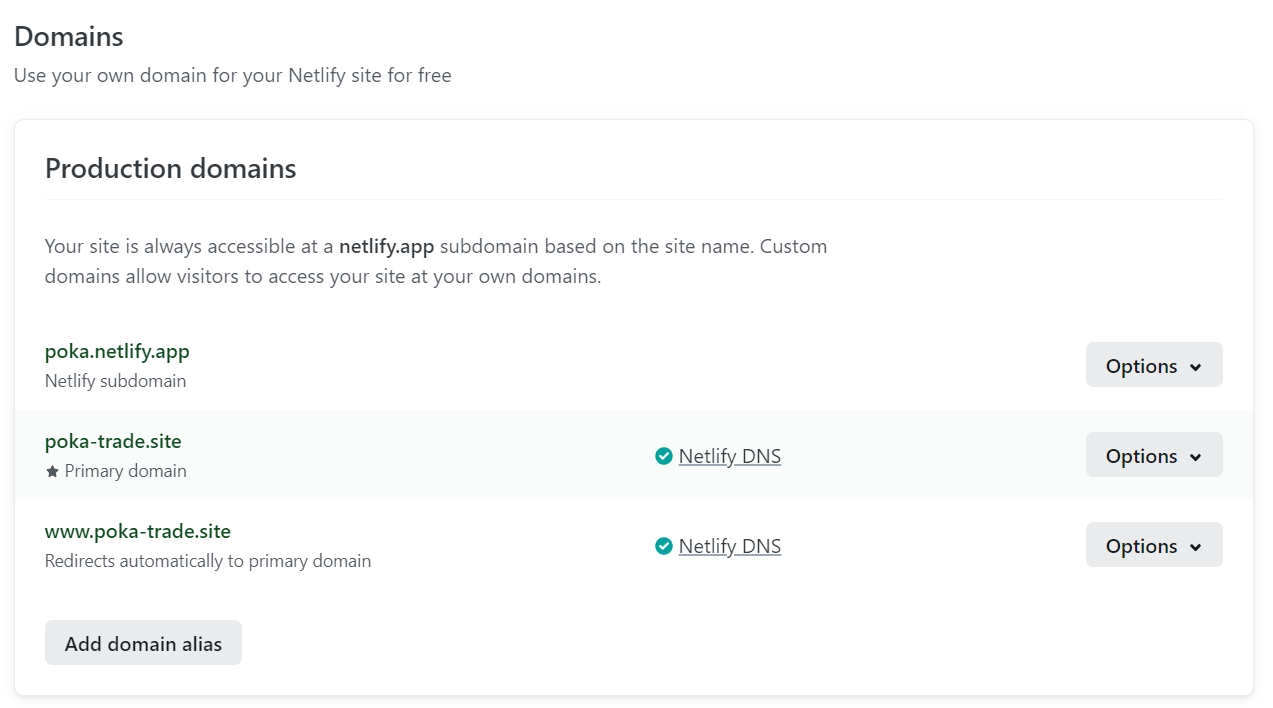 Domains
Use your own domain for your Netlify site for free
Production domains
Your site is always accessible at a netlify.app subdomain based on the site name. Custom
domains allow visitors to access your site at your own domains.
poka.netlify.app
Netlify subdomain
Options
poka-trade.site
Primary domain
Netlify DNS
Options
www.poka-trade.site
Redirects automatically to primary domain
Netlify DNS
Options
Add domain alias